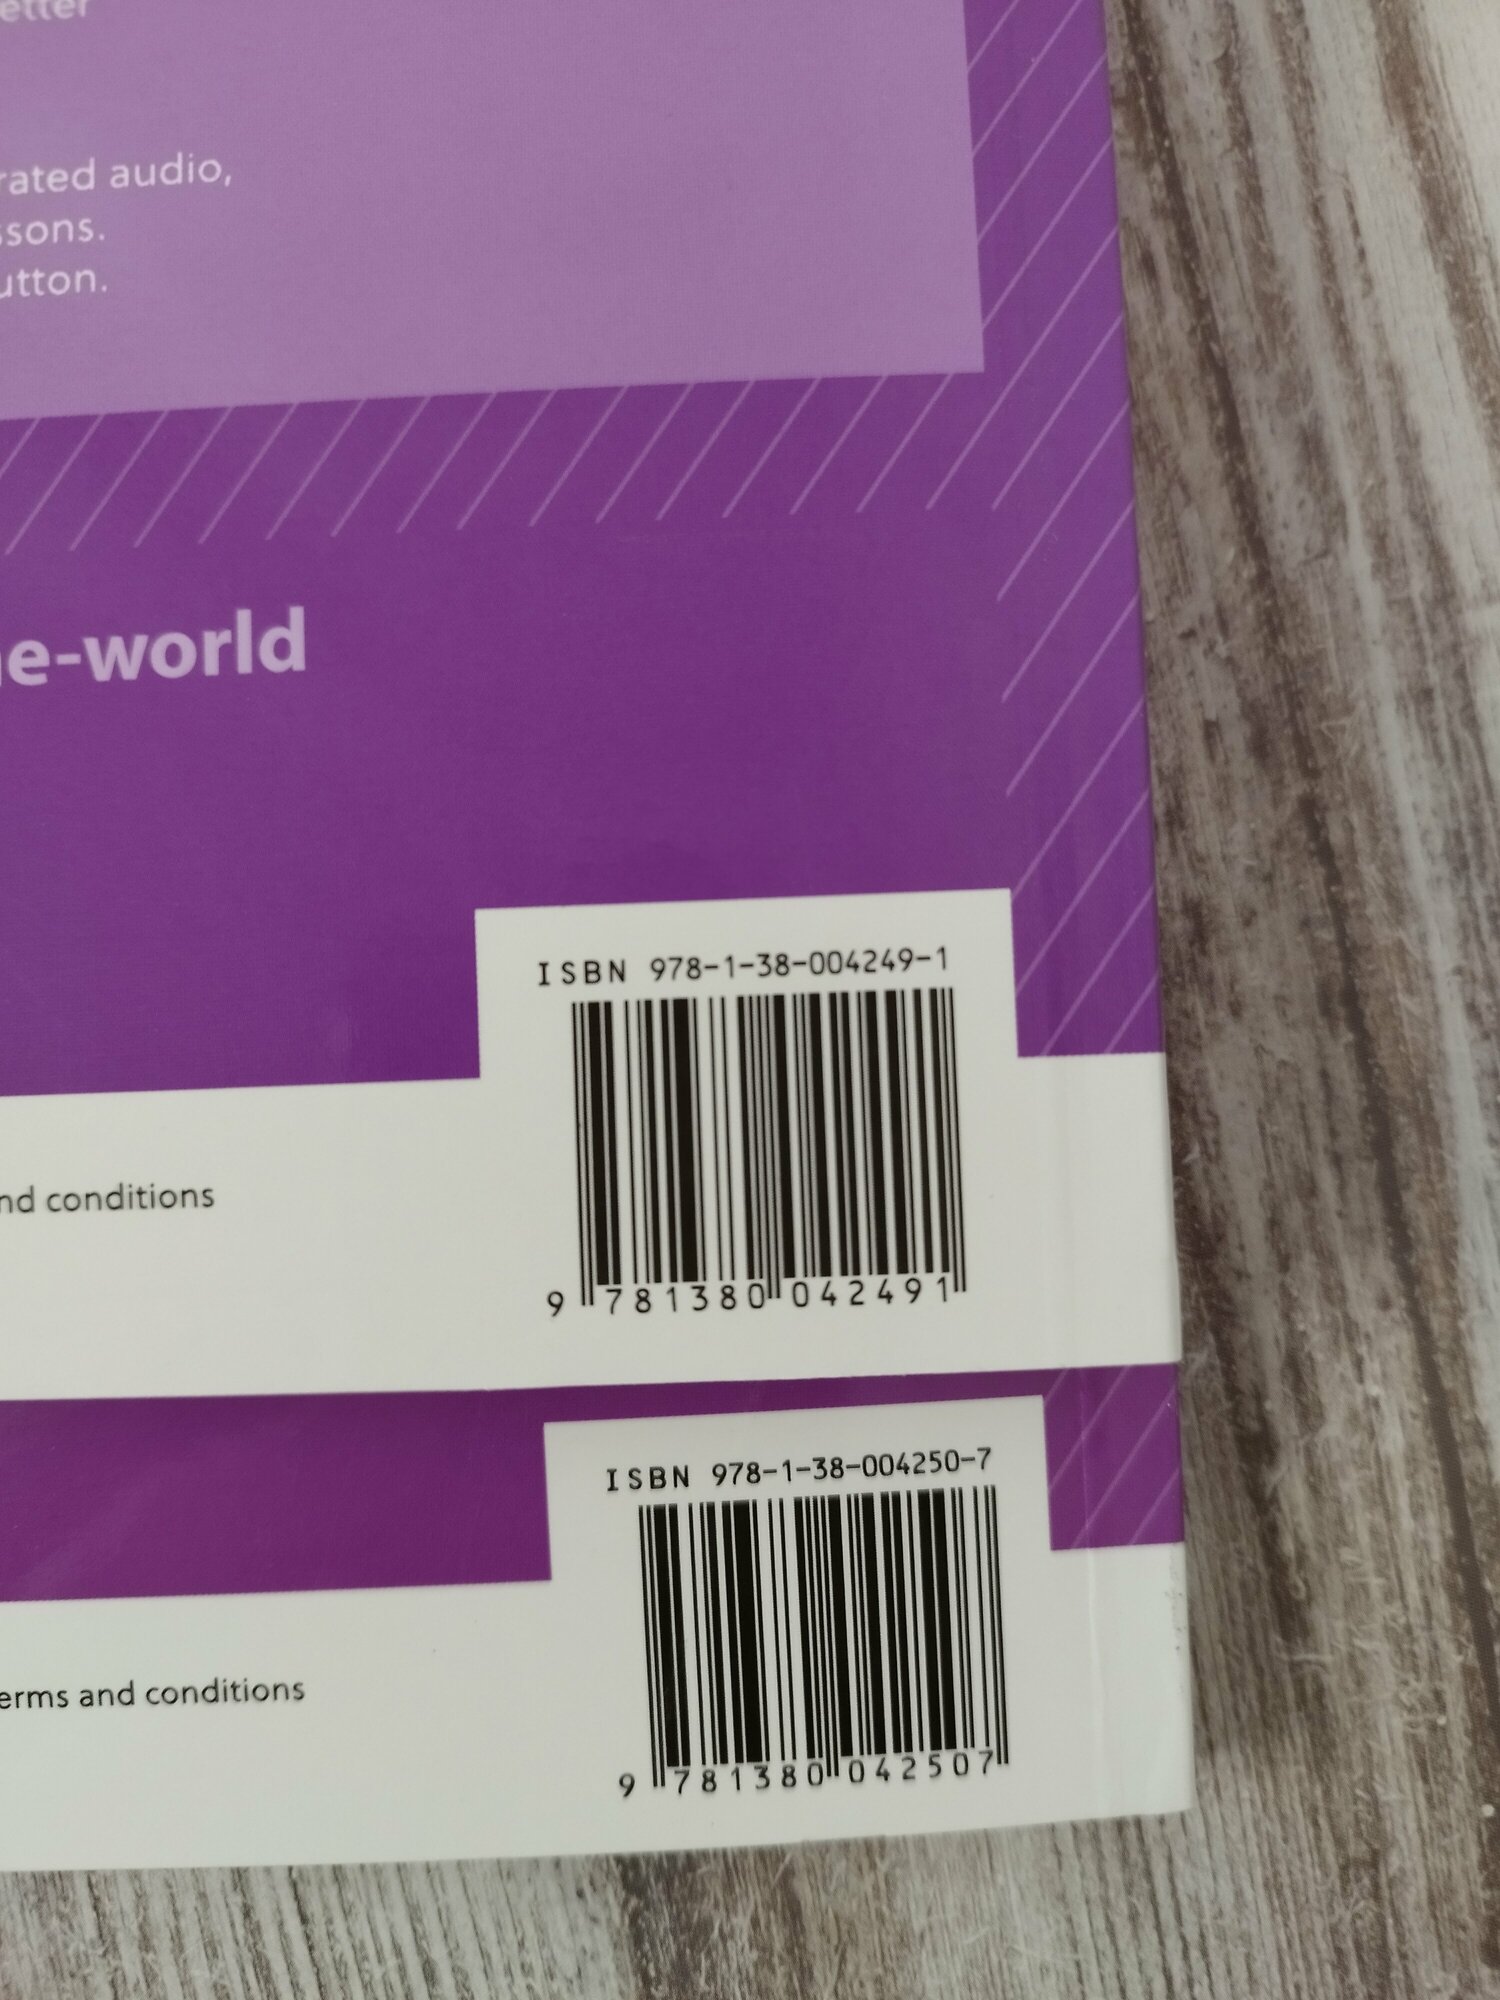 etter
rated audio,
ssons.
utton.
e-world
ISBN 978-1-38-004249-1
9 781380 042491
nd conditions
ISBN 978-1-38-004250-7
9 781380 042507
erms and conditions